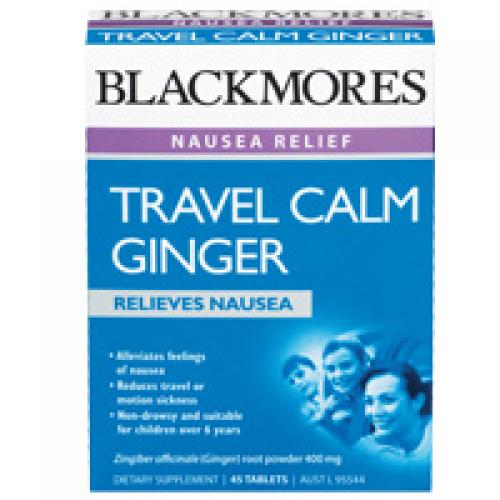 NAUSEA RELIEF
TRAVEL CALM GINGER
BLACKMORES
NAUSEA RELIEF
TRAVEL CALM
GINGER
RELIEVES NAUSEA
• Alleviates feelings
of nausea
• Reduces travel or
motion sickness
• Non-drowsy and suitable
for children over 6 years
Zingiber officinale (Ginger) root powder 400 mg
DIETARY SUPPLEMENT | 45 TABLETS | AUST L 95544